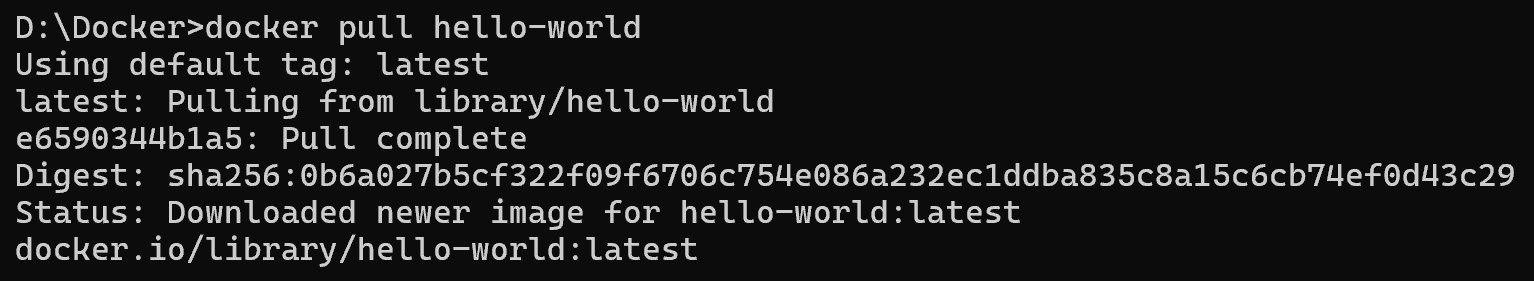 D:\Docker>docker pull hello-world
Using default tag: latest
latest: Pulling from library/hello-world
e6590344b1a5: Pull complete
Digest: sha256:0b6a027b5cf322f09f6706c754e086a232ec1ddba835c8a15c6cb74ef0d43c29
Status: Downloaded newer image for hello-world:latest
docker.io/library/hello-world:latest